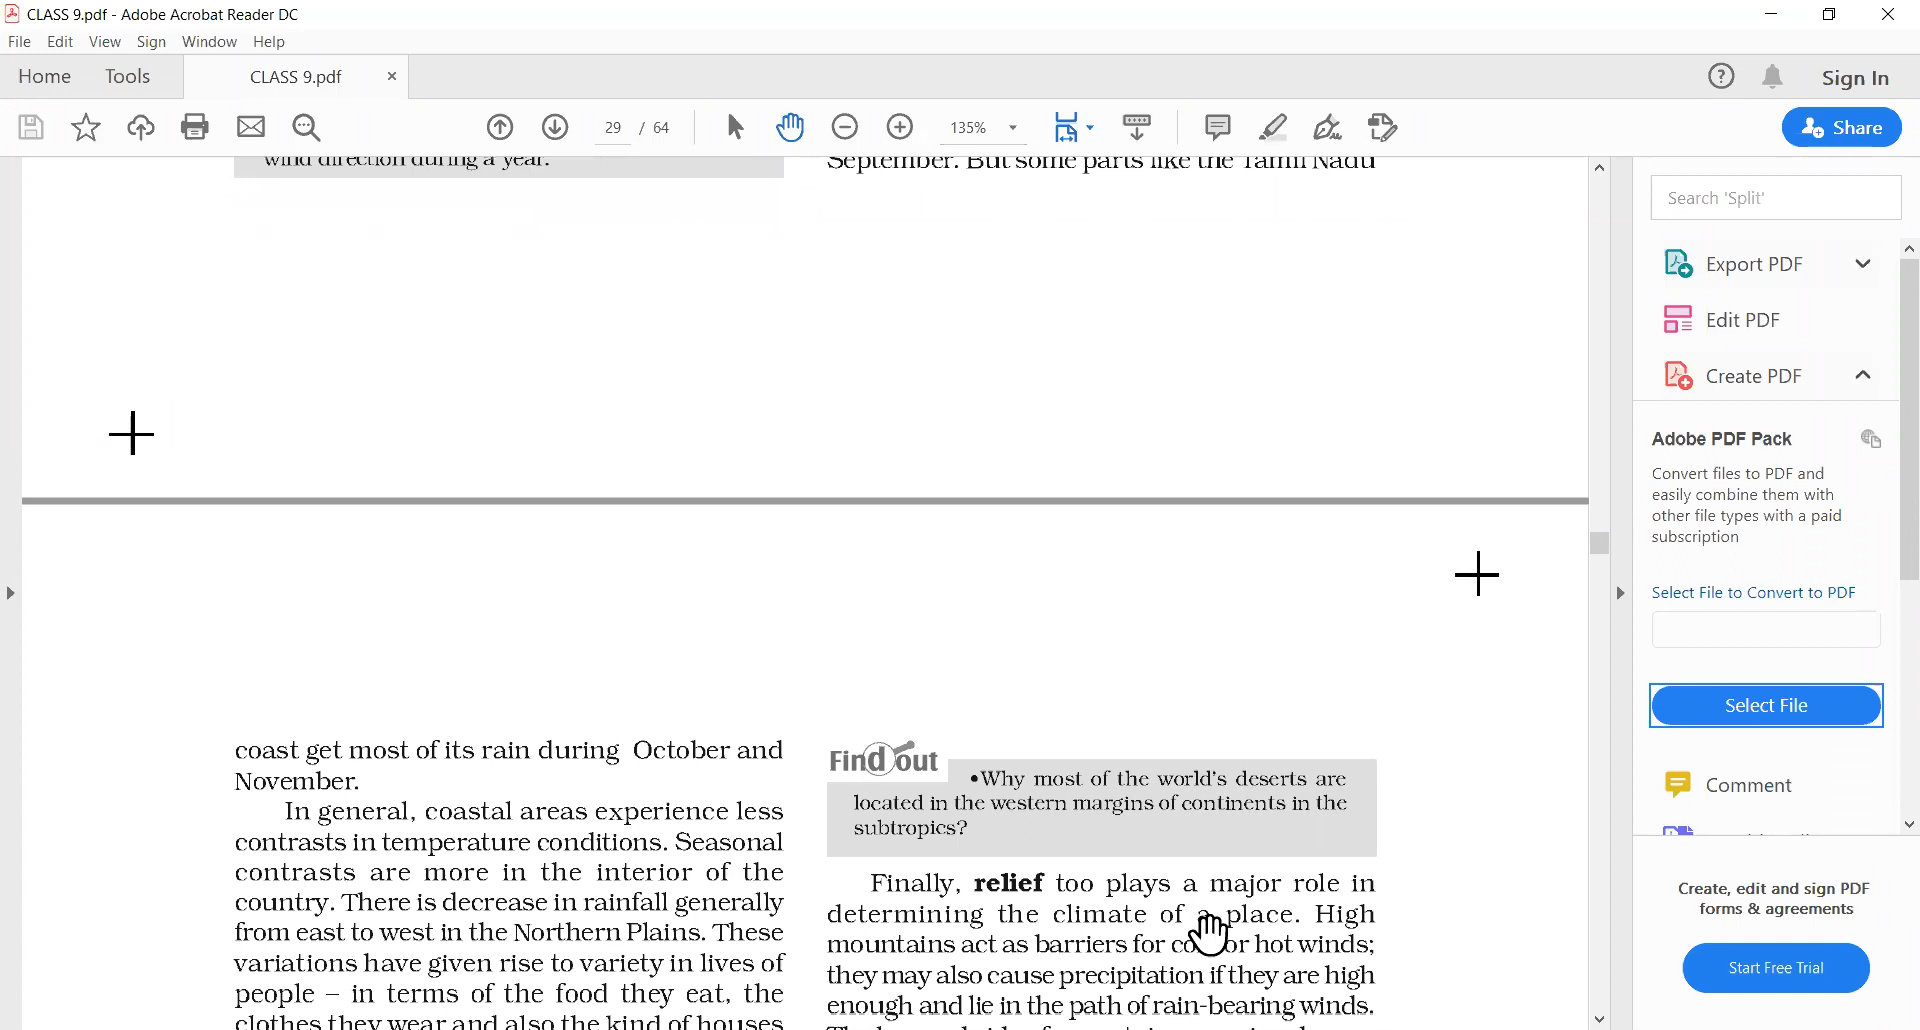 CLASS 9.pdf - Adobe Acrobat Reader DC
File Edit View Sign Window Help
Home Tools CLASS 9.pdf × Sign In
29 / 64 135% Share
wind direction during a year.
September. But some parts like the Tamil Nadu
coast get most of its rain during October and
November.
In general, coastal areas experience less
contrasts in temperature conditions. Seasonal
contrasts are more in the interior of the
country. There is decrease in rainfall generally
from east to west in the Northern Plains. These
variations have given rise to variety in lives of
people – in terms of the food they eat, the
clothes they wear and also the kind of houses
Find out
•Why most of the world's deserts are
located in the western margins of continents in the
subtropics?
Finally, relief too plays a major role in
determining the climate of a place. High
mountains act as barriers for or hot winds;
they may also cause precipitation if they are high
enough and lie in the path of rain-bearing winds.
Search 'Split'
Export PDF
Edit PDF
Create PDF
Adobe PDF Pack
Convert files to PDF and
easily combine them with
other file types with a paid
subscription
Select File to Convert to PDF
Select File
Comment
Create, edit and sign PDF
forms & agreements
Start Free Trial